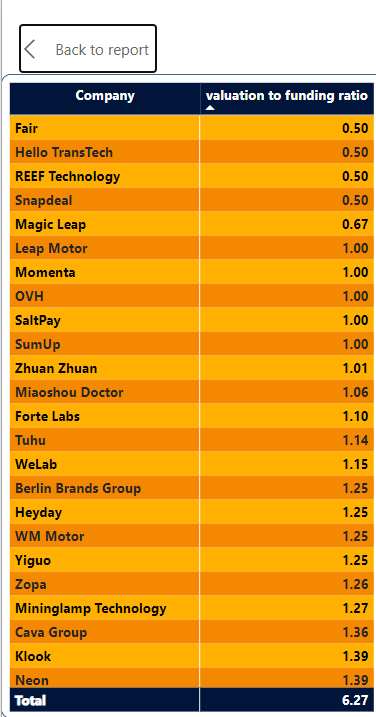 Back to report
Company valuation to funding ratio
Fair 0.50
Hello TransTech 0.50
REEF Technology 0.50
Snapdeal 0.50
Magic Leap 0.67
Leap Motor 1.00
Momenta 1.00
OVH 1.00
SaltPay 1.00
SumUp 1.00
Zhuan Zhuan 1.01
Miaoshou Doctor 1.06
Forte Labs 1.10
Tuhu 1.14
WeLab 1.15
Berlin Brands Group 1.25
Heyday 1.25
WM Motor 1.25
Yiguo 1.25
Zopa 1.26
Mininglamp Technology 1.27
Cava Group 1.36
Klook 1.39
Neon 1.39
Total 6.27